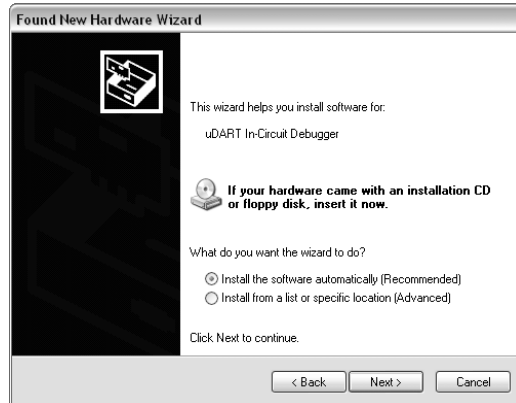 Found New Hardware Wizard
This wizard helps you install software for:
uDART In-Circuit Debugger
If your hardware came with an installation CD
or floppy disk, insert it now.
What do you want the wizard to do?
Install the software automatically (Recommended)
Install from a list or specific location (Advanced)
Click Next to continue.
< Back
Next >
Cancel